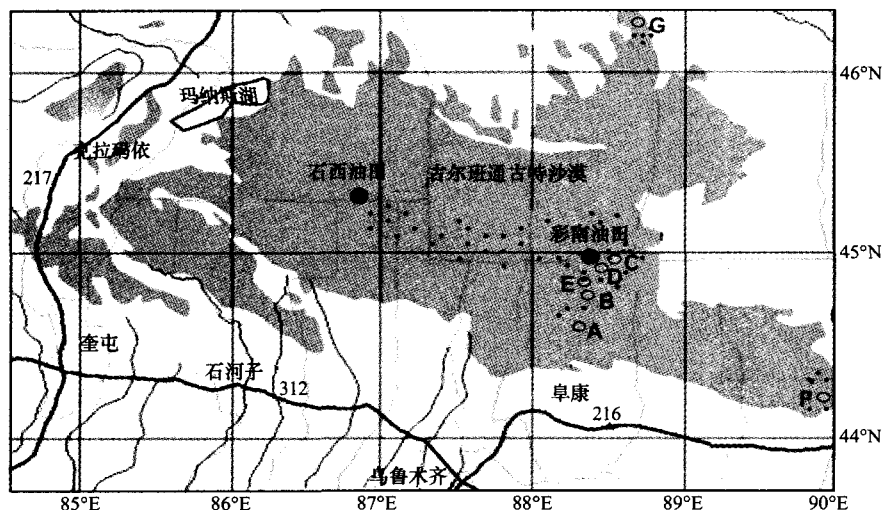 G
46°N
玛纳斯湖
克拉玛依
217
石西油田
古尔班通古特沙漠
彩南油田
45°N
C
D
E
B
A
奎屯
石河子
312
阜康
216
F
44°N
乌鲁木齐
85°E
86°E
87°E
88°E
89°E
90°E